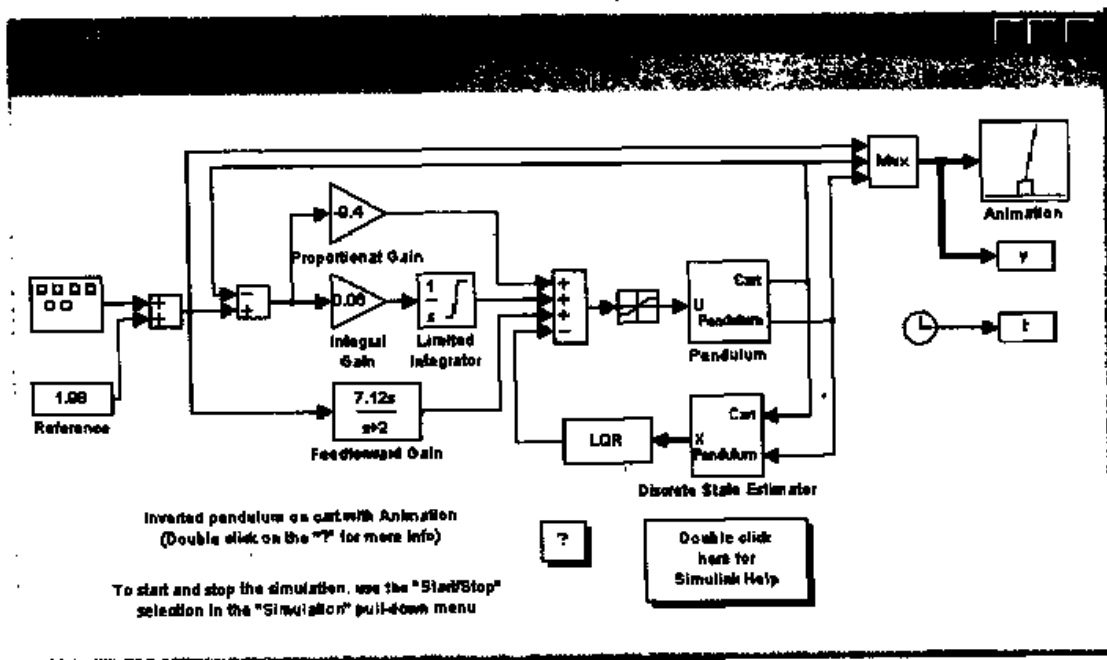 Mux
Animation
-0.4
Proportional Gain
Cart
y
1
s
0.06
U
Pendulum
t
Integral
Gain
Limited
Integrator
Pendulum
1.98
Reference
7.12s
s+2
Feedforward Gain
LQR
Cart
X
Pendulum
Discrete State Estimater
Inverted pendulum on cart with Animation
(Double click on the "?" for more info)
?
Double click
here for
Simulink Help
To start and stop the simulation, use the "Start/Stop"
selection in the "Simulation" pull-down menu